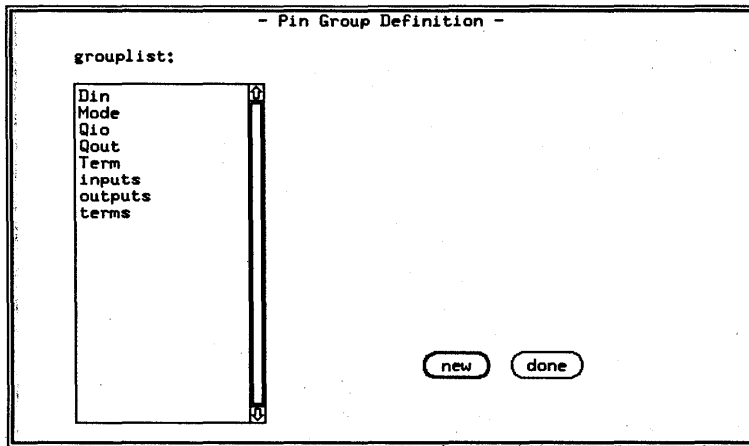 - Pin Group Definition -
grouplist:
Din
Mode
Qio
Qout
Term
inputs
outputs
terms
new
done